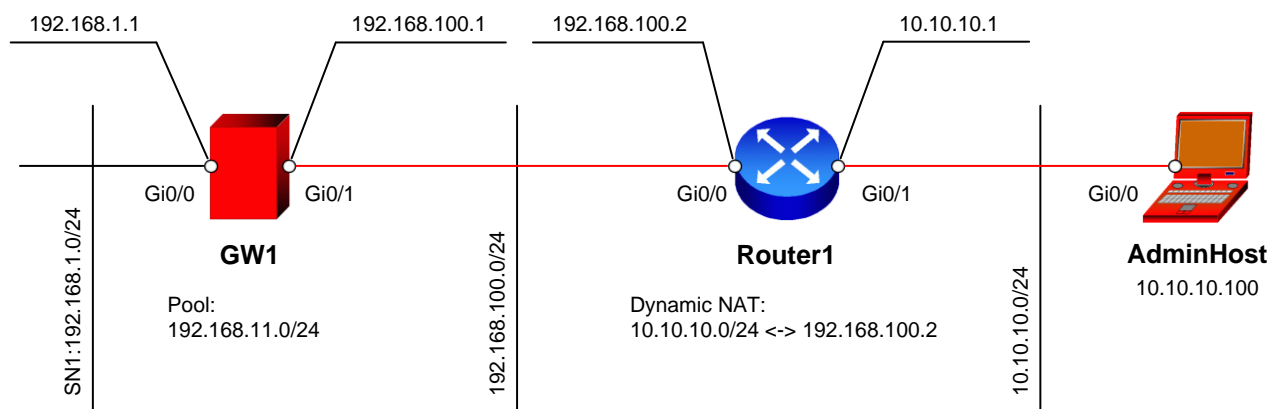 192.168.1.1
192.168.100.1
192.168.100.2
10.10.10.1
Gi0/0
Gi0/1
Gi0/0
Gi0/1
Gi0/0
GW1
Router1
AdminHost
10.10.10.100
Pool:
192.168.11.0/24
Dynamic NAT:
10.10.10.0/24 <-> 192.168.100.2
SN1:192.168.1.0/24
192.168.100.0/24
10.10.10.0/24